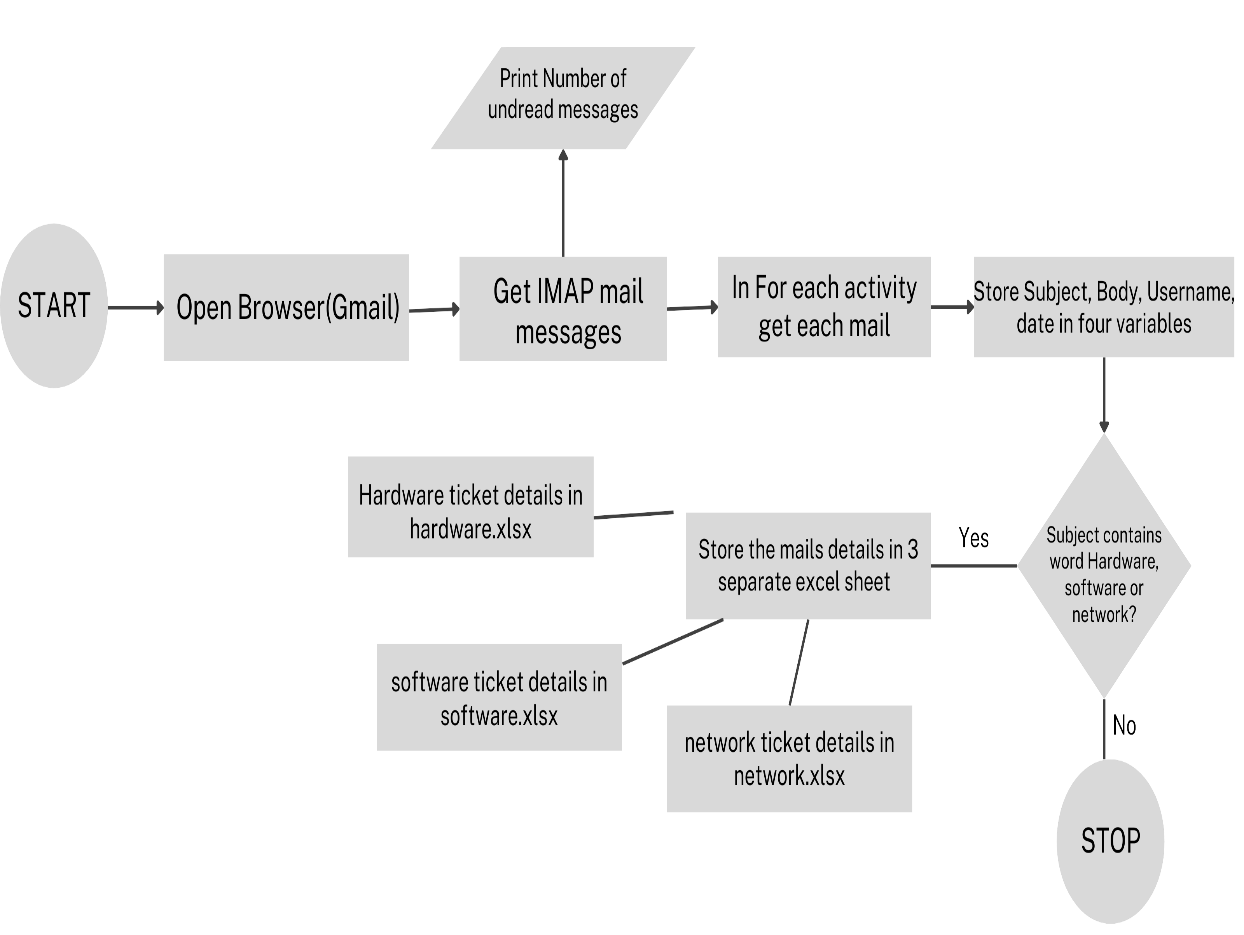 Print Number of
undread messages
START
Open Browser(Gmail)
Get IMAP mail
messages
In For each activity
get each mail
Store Subject, Body, Username,
date in four variables
Hardware ticket details in
hardware.xlsx
Store the mails details in 3
separate excel sheet
Yes
Subject contains
word Hardware,
software or
network?
software ticket details in
software.xlsx
network ticket details in
network.xlsx
No
STOP